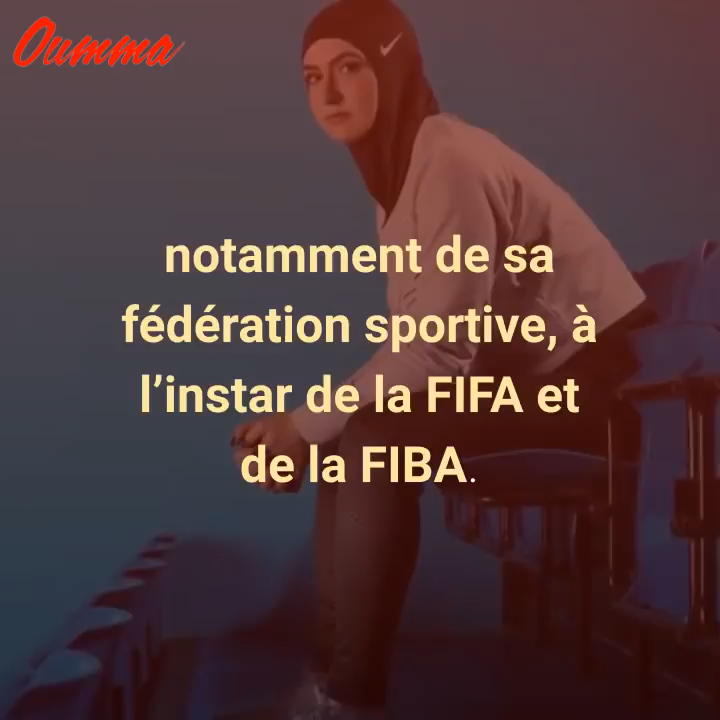 Oumma
notamment de sa
fédération sportive, à
l’instar de la FIFA et
de la FIBA.